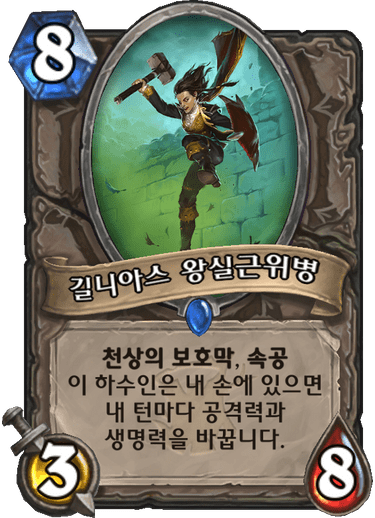 8
길니아스 왕실근위병
천상의 보호막, 속공
이 하수인은 내 손에 있으면
내 턴마다 공격력과
생명력을 바꿉니다.
3
8